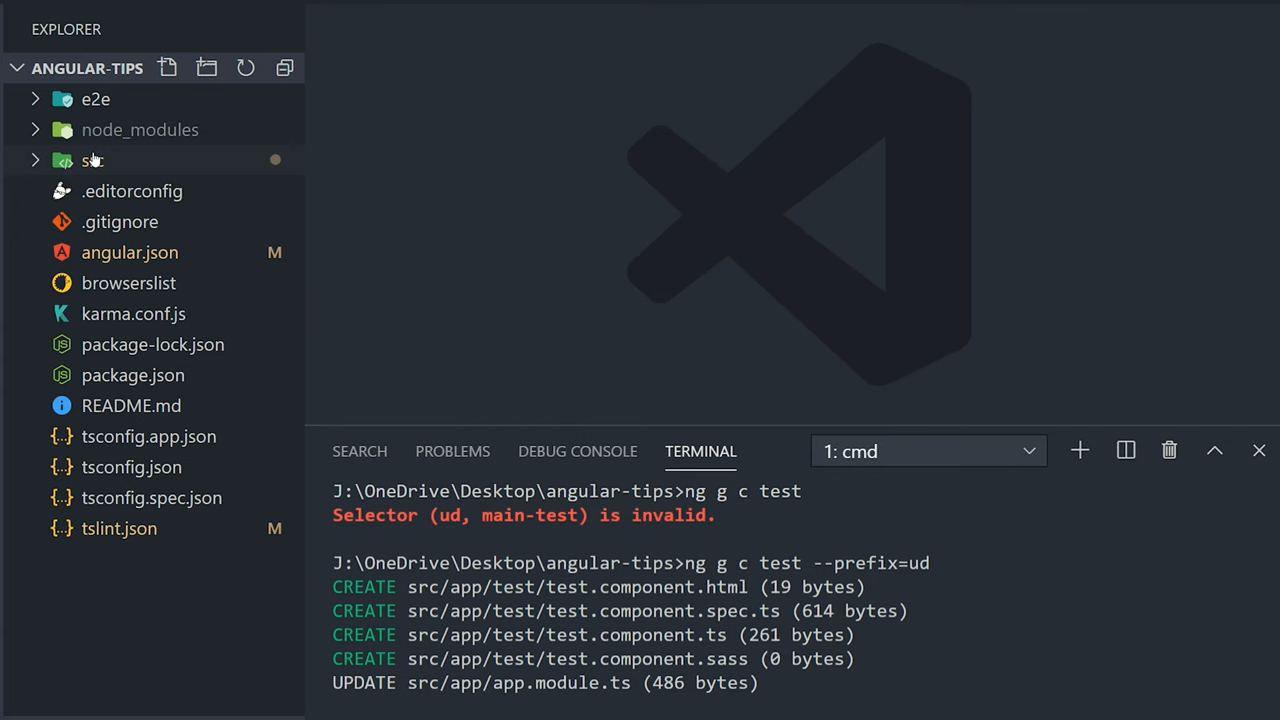 EXPLORER
ANGULAR-TIPS
e2e
node_modules
src
.editorconfig
.gitignore
angular.json M
browserslist
karma.conf.js
package-lock.json
package.json
README.md
tsconfig.app.json
tsconfig.json
tsconfig.spec.json
tslint.json M
SEARCH PROBLEMS DEBUG CONSOLE TERMINAL 1: cmd
J:\OneDrive\Desktop\angular-tips>ng g c test
Selector (ud, main-test) is invalid.
J:\OneDrive\Desktop\angular-tips>ng g c test --prefix=ud
CREATE src/app/test/test.component.html (19 bytes)
CREATE src/app/test/test.component.spec.ts (614 bytes)
CREATE src/app/test/test.component.ts (261 bytes)
CREATE src/app/test/test.component.sass (0 bytes)
UPDATE src/app/app.module.ts (486 bytes)